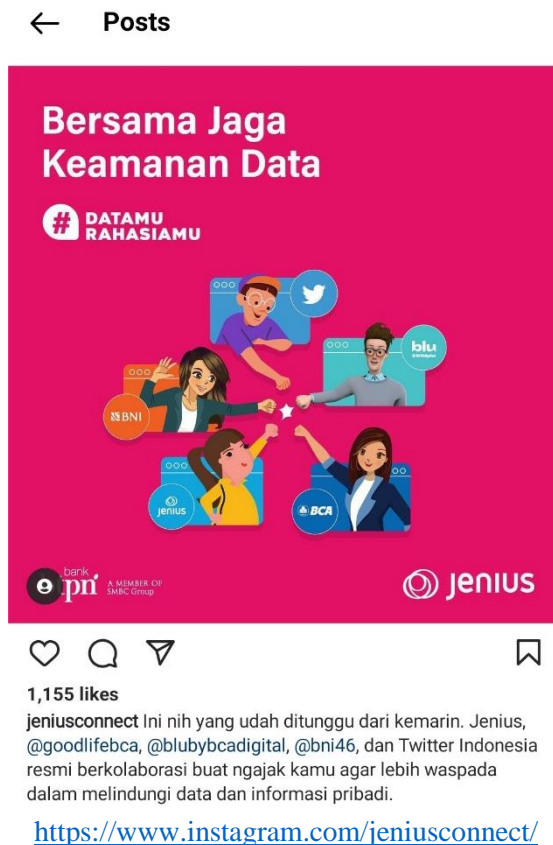 Posts
Bersama Jaga
Keamanan Data
# DATAMU
RAHASIAMU
blu
BNI
Jenius
BCA
bank
A MEMBER OF
SMBC Group
Jenius
1,155 likes
jeniusconnect Ini nih yang udah ditunggu dari kemarin. Jenius,
@goodlifebca, @blubybcadigital, @bni46, dan Twitter Indonesia
resmi berkolaborasi buat ngajak kamu agar lebih waspada
dalam melindungi data dan informasi pribadi.
https://www.instagram.com/jeniusconnect/